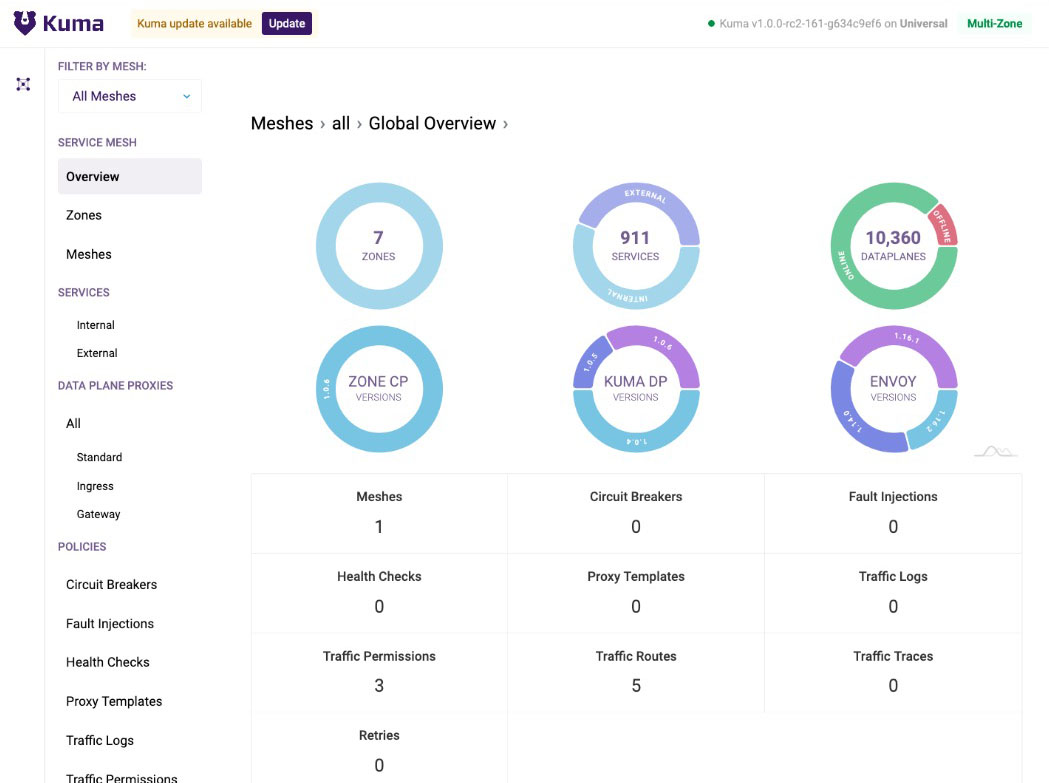 Kuma
Kuma update available Update
Kuma v1.0.0-rc2-161-g634c9ef6 on Universal
Multi-Zone
FILTER BY MESH:
All Meshes
SERVICE MESH
Overview
Zones
Meshes
SERVICES
Internal
External
DATA PLANE PROXIES
All
Standard
Ingress
Gateway
POLICIES
Circuit Breakers
Fault Injections
Health Checks
Proxy Templates
Traffic Logs
Traffic Permissions
Meshes › all › Global Overview ›
7
ZONES
EXTERNAL
911
SERVICES
INTERNAL
OFFLINE
10,360
DATAPLANES
ONLINE
1.0.6
ZONE CP
VERSIONS
1.0.5
1.0.6
KUMA DP
VERSIONS
1.0.4
1.16.1
ENVOY
VERSIONS
1.14.0
1.16.2
Meshes
1
Circuit Breakers
0
Fault Injections
0
Health Checks
0
Proxy Templates
0
Traffic Logs
0
Traffic Permissions
3
Traffic Routes
5
Traffic Traces
0
Retries
0